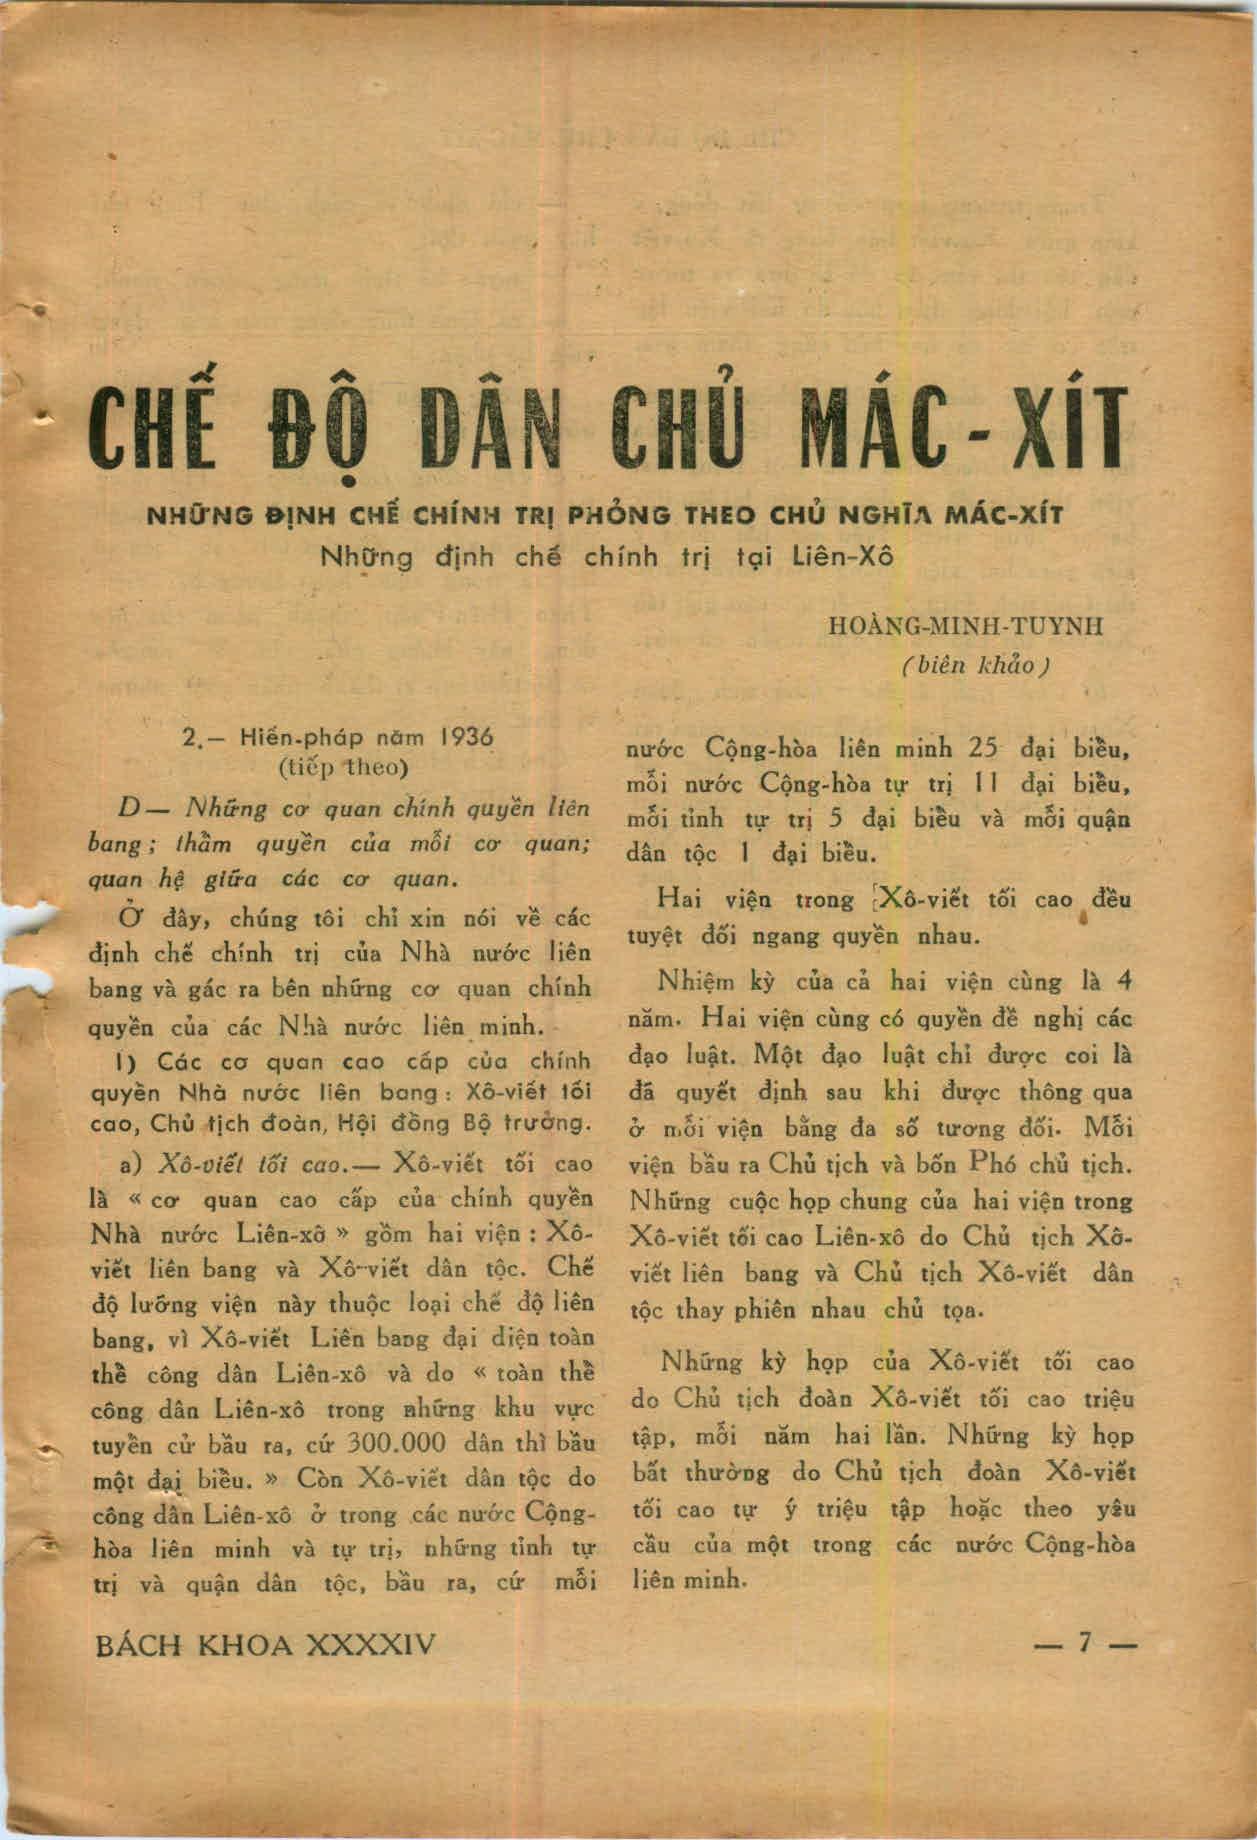 CHẾ ĐỘ DÂN CHỦ MÁC-XÍT
NHỮNG ĐỊNH CHẾ CHÍNH TRỊ PHỎNG THEO CHỦ NGHĨA MÁC-XÍT
Những định chế chính trị tại Liên-Xô
HOÀNG-MINH-TUYNH
(biên khảo)
2.— Hiến-pháp năm 1936
(tiếp theo)
D— Những cơ quan chính quyền liên
bang; thẩm quyền của mỗi cơ quan;
quan hệ giữa các cơ quan.
Ở đây, chúng tôi chỉ xin nói về các
định chế chính trị của Nhà nước liên
bang và gác ra bên những cơ quan chính
quyền của các Nhà nước liên minh.
1) Các cơ quan cao cấp của chính
quyền Nhà nước liên bang: Xô-viết tối
cao, Chủ tịch đoàn, Hội đồng Bộ trưởng.
a) Xô-viết tối cao.— Xô-viết tối cao
là « cơ quan cao cấp của chính quyền
Nhà nước Liên-xô » gồm hai viện : Xô-
viết liên bang và Xô-viết dân tộc. Chế
độ lưỡng viện này thuộc loại chế độ liên
bang, vì Xô-viết Liên bang đại diện toàn
thể công dân Liên-xô và do « toàn thể
công dân Liên-xô trong những khu vực
tuyển cử bầu ra, cứ 300.000 dân thì bầu
một đại biểu. » Còn Xô-viết dân tộc do
công dân Liên-xô ở trong các nước Cộng-
hòa liên minh và tự trị, những tỉnh tự
trị và quận dân tộc, bầu ra, cứ mỗi
nước Cộng-hòa liên minh 25 đại biểu,
mỗi nước Cộng-hòa tự trị 11 đại biểu,
mỗi tỉnh tự trị 5 đại biểu và mỗi quận
dân tộc 1 đại biểu.
Hai viện trong Xô-viết tối cao đều
tuyệt đối ngang quyền nhau.
Nhiệm kỳ của cả hai viện cùng là 4
năm. Hai viện cùng có quyền đề nghị các
đạo luật. Một đạo luật chỉ được coi là
đã quyết định sau khi được thông qua
ở mỗi viện bằng đa số tương đối. Mỗi
viện bầu ra Chủ tịch và bốn Phó chủ tịch.
Những cuộc họp chung của hai viện trong
Xô-viết tối cao Liên-xô do Chủ tịch Xô-
viết liên bang và Chủ tịch Xô-viết dân
tộc thay phiên nhau chủ tọa.
Những kỳ họp của Xô-viết tối cao
do Chủ tịch đoàn Xô-viết tối cao triệu
tập, mỗi năm hai lần. Những kỳ họp
bất thường do Chủ tịch đoàn Xô-viết
tối cao tự ý triệu tập hoặc theo yêu
cầu của một trong các nước Cộng-hòa
liên minh.
BÁCH KHOA XXXXIV
— 7 —